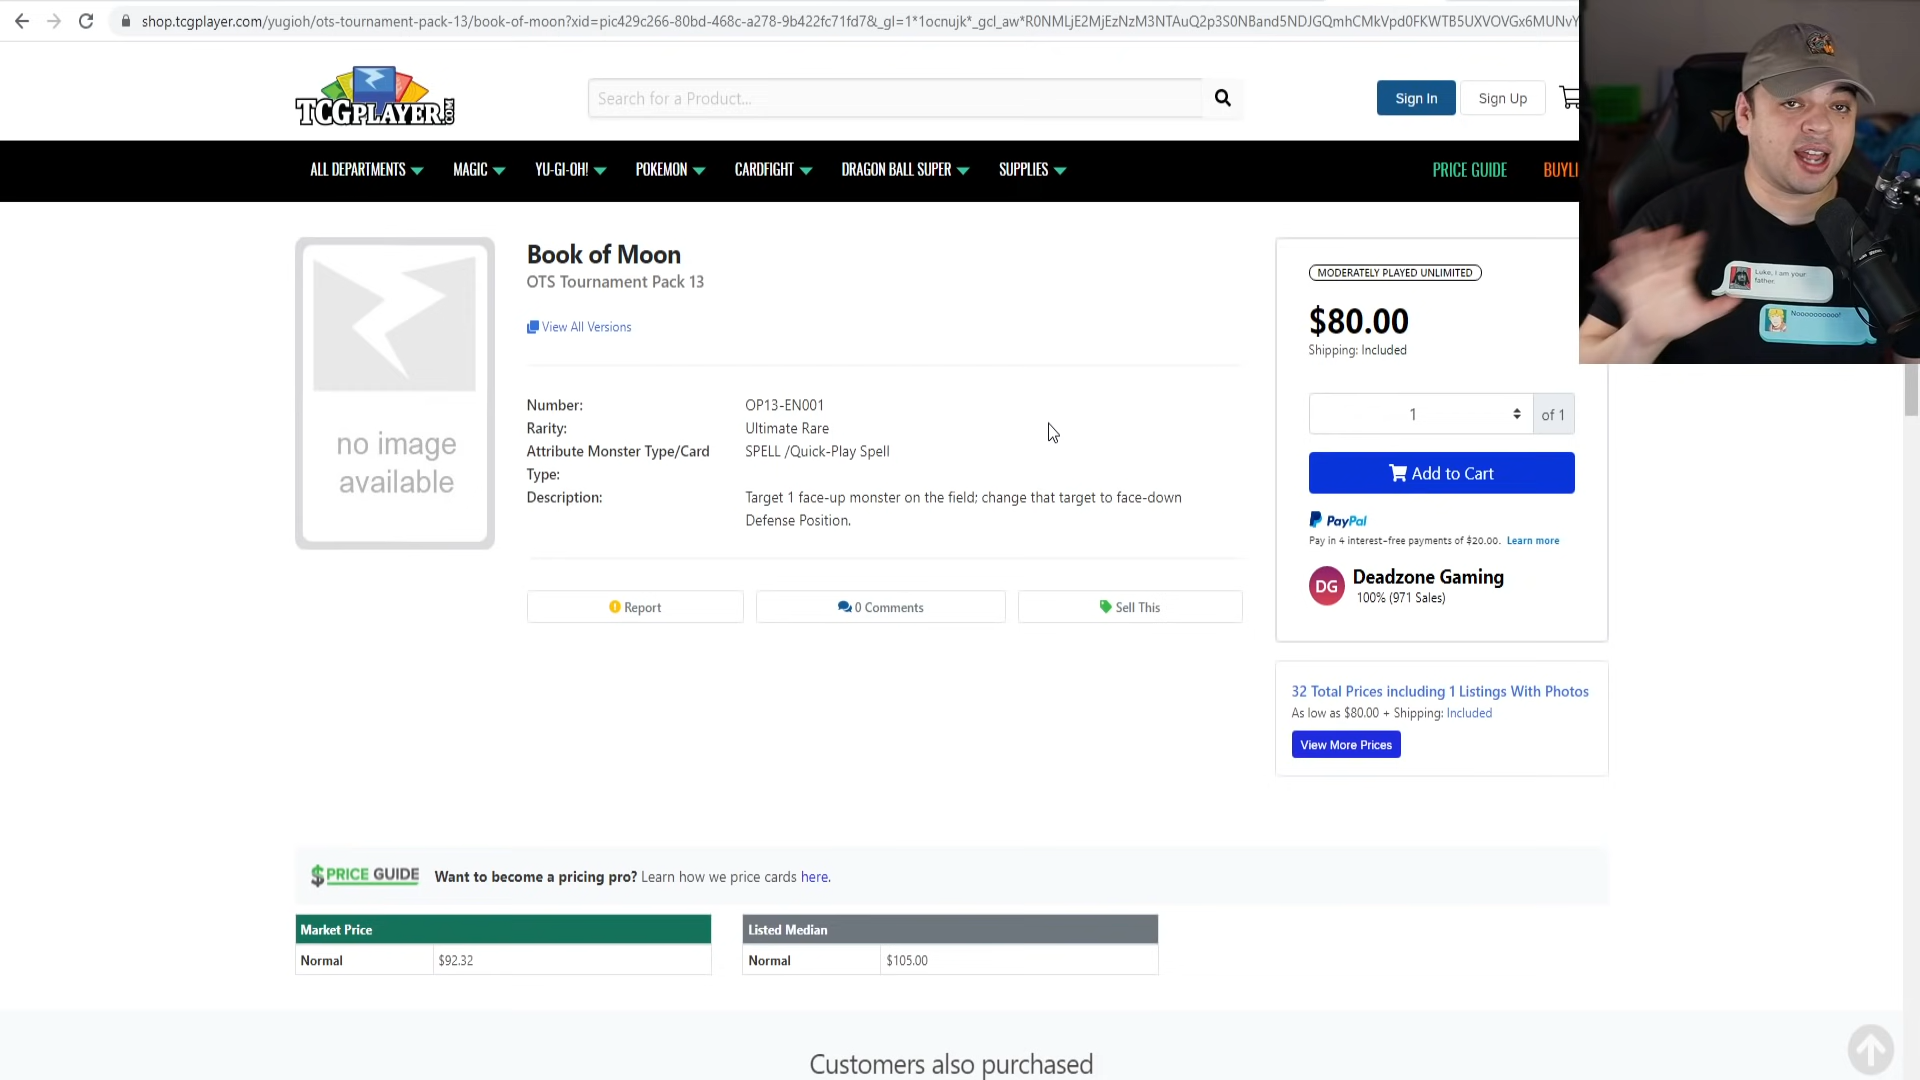 shop.tcgplayer.com/yugioh/ots-tournament-pack-13/book-of-moon?xid=pic429c266-80bd-468c-a278-9b422fc71fd7&_gl=1*1ocnujk*_gcl_aw*
TCGPLAYER.COM
Search for a Product...
Sign In
Sign Up
ALL DEPARTMENTS
MAGIC
YU-GI-OH!
POKEMON
CARDFIGHT
DRAGON BALL SUPER
SUPPLIES
PRICE GUIDE
BUYLI
no image
available
Book of Moon
OTS Tournament Pack 13
View All Versions
Number: OP13-EN001
Rarity: Ultimate Rare
Attribute Monster Type/Card SPELL /Quick-Play Spell
Type:
Description: Target 1 face-up monster on the field; change that target to face-down
Defense Position.
Report
0 Comments
Sell This
MODERATELY PLAYED UNLIMITED
$80.00
Shipping: Included
1
of 1
Add to Cart
PayPal
Pay in 4 interest-free payments of $20.00. Learn more
DG
Deadzone Gaming
100% (971 Sales)
32 Total Prices including 1 Listings With Photos
As low as $80.00 + Shipping: Included
View More Prices
Luke, I am your
father.
Noooooooooo!
$PRICE GUIDE
Want to become a pricing pro? Learn how we price cards here.
Market Price
Normal $92.32
Listed Median
Normal $105.00
Customers also purchased